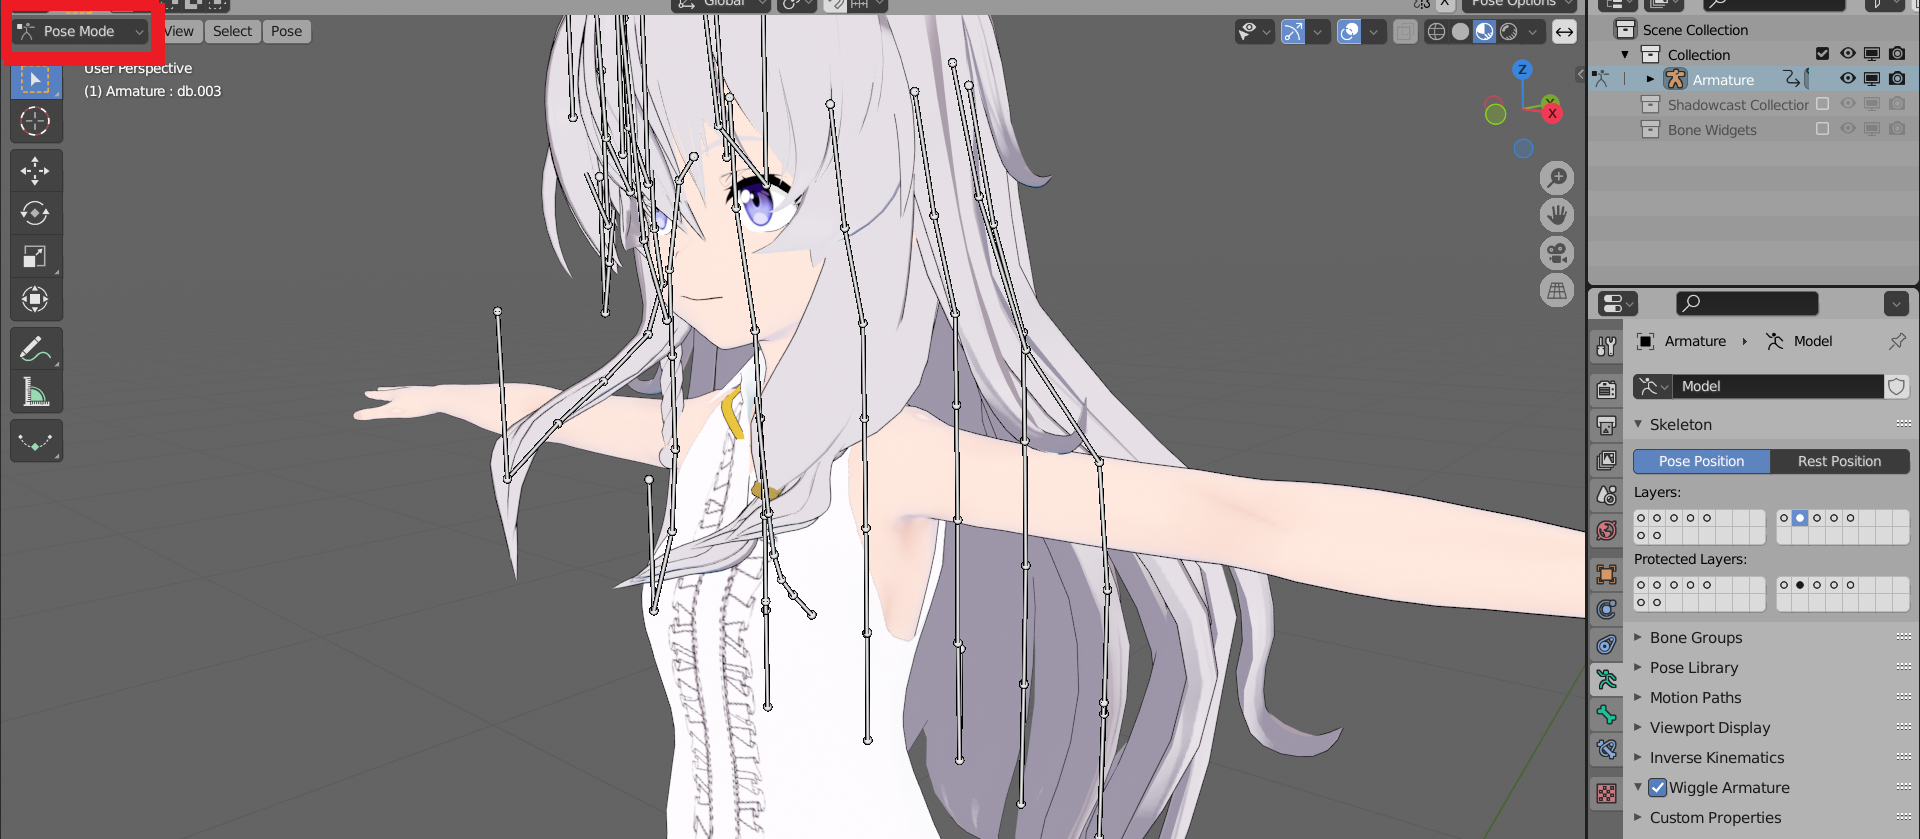 Global
Pose Options
Pose Mode
View
Select
Pose
User Perspective
(1) Armature : db.003
Z
Y
X
Scene Collection
Collection
Armature
Shadowcast Collection
Bone Widgets
Armature
Model
Model
Skeleton
Pose Position
Rest Position
Layers:
Protected Layers:
Bone Groups
Pose Library
Motion Paths
Viewport Display
Inverse Kinematics
Wiggle Armature
Custom Properties